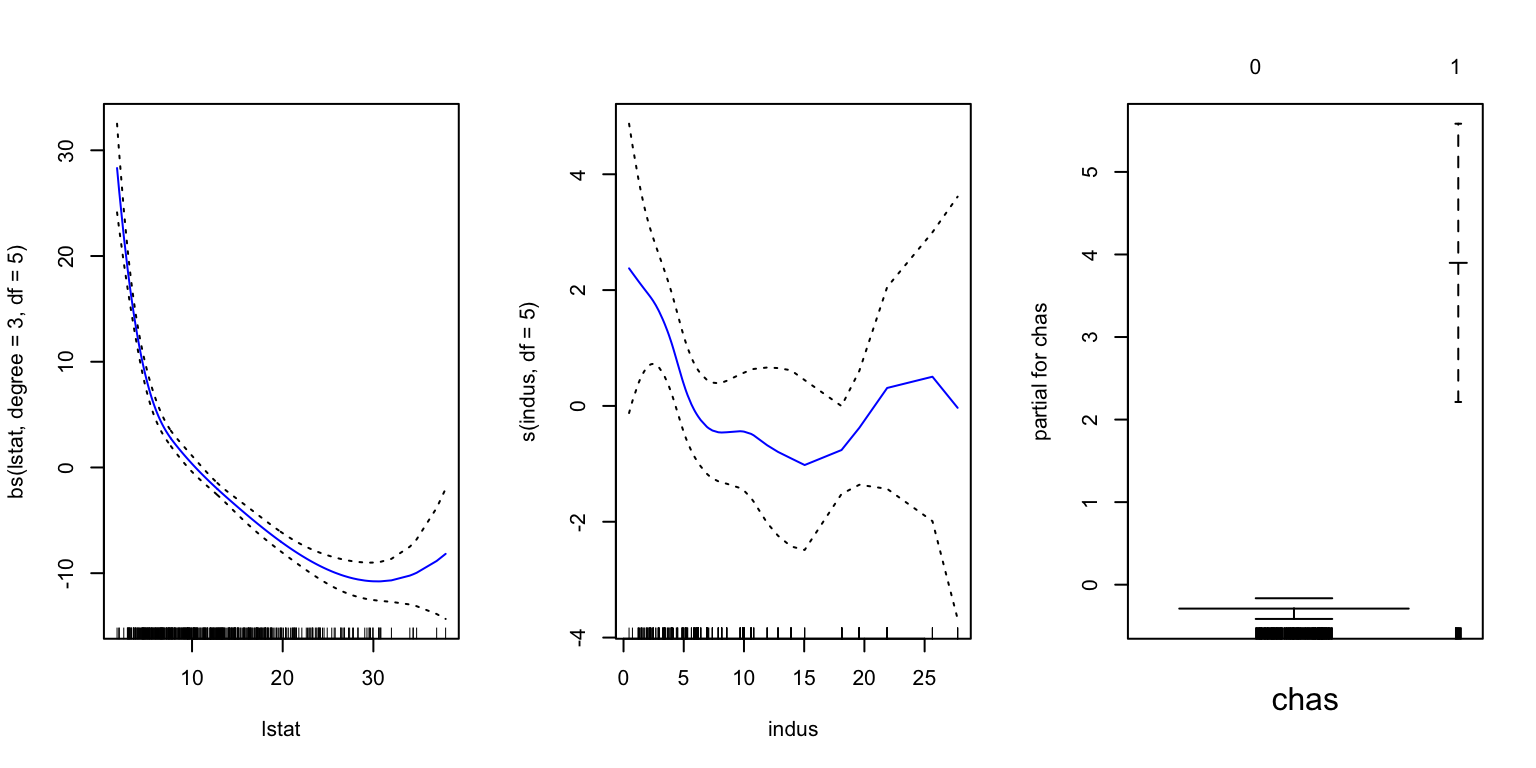 bs(lstat, degree = 3, df = 5)
30
20
10
0
-10
10 20 30
lstat
s(indus, df = 5)
4
2
0
-2
-4
0 5 10 15 20 25
indus
0 1
partial for chas
5
4
3
2
1
0
chas